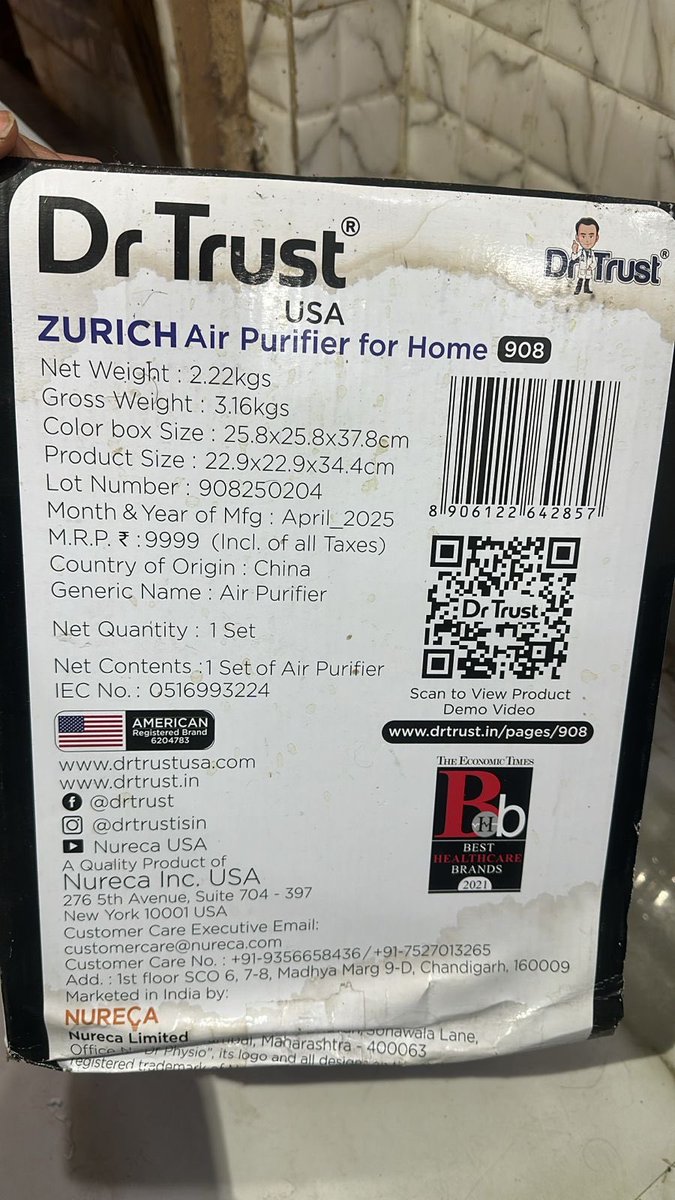 Dr Trust®
USA
Dr Trust®
ZURICH Air Purifier for Home 908
Net Weight : 2.22kgs
Gross Weight : 3.16kgs
Color box Size : 25.8x25.8x37.8cm
Product Size : 22.9x22.9x34.4cm
Lot Number : 908250204
Month & Year of Mfg : April_2025
M.R.P. ₹ : 9999 (Incl. of all Taxes)
Country of Origin : China
Generic Name : Air Purifier
Net Quantity : 1 Set
Net Contents :1 Set of Air Purifier
IEC No. : 0516993224
8 906122 642857
Dr Trust
Scan to View Product
Demo Video
www.drtrust.in/pages/908
AMERICAN
Registered Brand
6204783
www.drtrustusa.com
www.drtrust.in
@drtrust
@drtrustisin
Nureca USA
THE ECONOMIC TIMES
BHb
BEST
HEALTHCARE
BRANDS
2021
A Quality Product of
Nureca Inc. USA
276 5th Avenue, Suite 704 - 397
New York 10001 USA
Customer Care Executive Email:
customercare@nureca.com
Customer Care No. : +91-9356658436/+91-7527013265
Add. : 1st floor SCO 6, 7-8, Madhya Marg 9-D, Chandigarh, 160009
Marketed in India by:
NURECA
Nureca Limited
Office Sonawala Lane,
Maharashtra - 400063
"Dr Physio", its logo and all
registered trademark